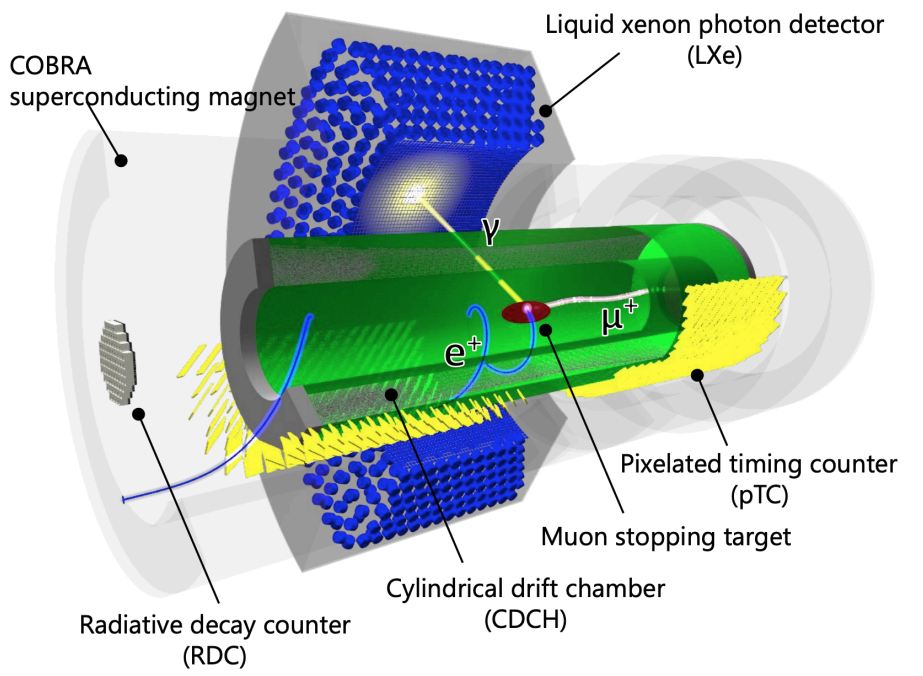 Liquid xenon photon detector
(LXe)
COBRA
superconducting magnet
γ
μ+
e+
Pixelated timing counter
(pTC)
Muon stopping target
Cylindrical drift chamber
(CDCH)
Radiative decay counter
(RDC)